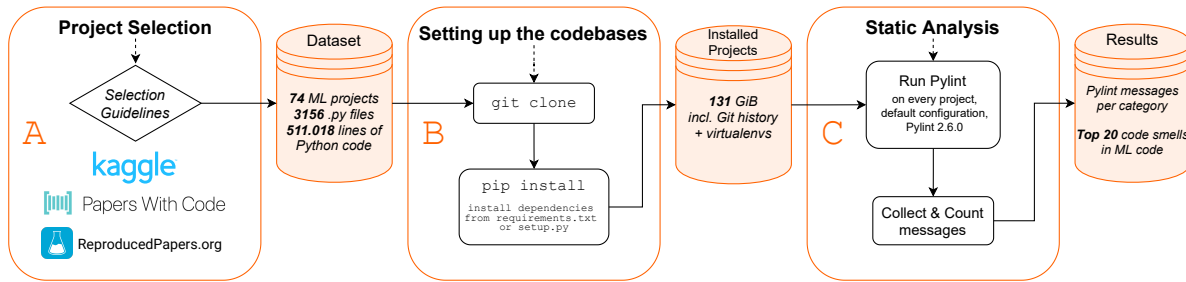 Project Selection
Selection
Guidelines
A
kaggle
Papers With Code
ReproducedPapers.org
Dataset
74 ML projects
3156 .py files
511.018 lines of
Python code
Setting up the codebases
git clone
B
pip install
install dependencies
from requirements.txt
or setup.py
Installed
Projects
131 GiB
incl. Git history
+ virtualenvs
Static Analysis
Run Pylint
on every project,
default configuration,
Pylint 2.6.0
C
Collect & Count
messages
Results
Pylint messages
per category
Top 20 code smells
in ML code